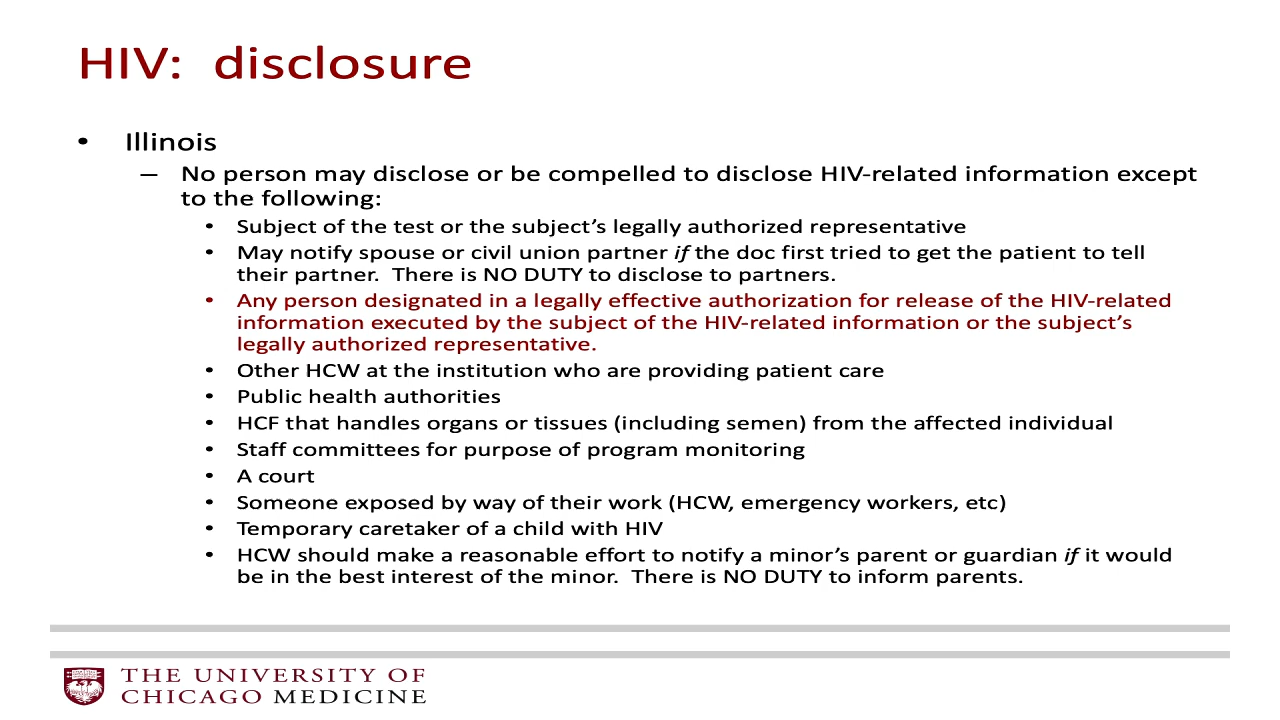 HIV:  disclosure
• Illinois
– No person may disclose or be compelled to disclose HIV-related information except
to the following:
• Subject of the test or the subject’s legally authorized representative
• May notify spouse or civil union partner if the doc first tried to get the patient to tell
their partner.  There is NO DUTY to disclose to partners.
• Any person designated in a legally effective authorization for release of the HIV-related
information executed by the subject of the HIV-related information or the subject’s
legally authorized representative.
• Other HCW at the institution who are providing patient care
• Public health authorities
• HCF that handles organs or tissues (including semen) from the affected individual
• Staff committees for purpose of program monitoring
• A court
• Someone exposed by way of their work (HCW, emergency workers, etc)
• Temporary caretaker of a child with HIV
• HCW should make a reasonable effort to notify a minor’s parent or guardian if it would
be in the best interest of the minor.  There is NO DUTY to inform parents.
THE UNIVERSITY OF
CHICAGO MEDICINE